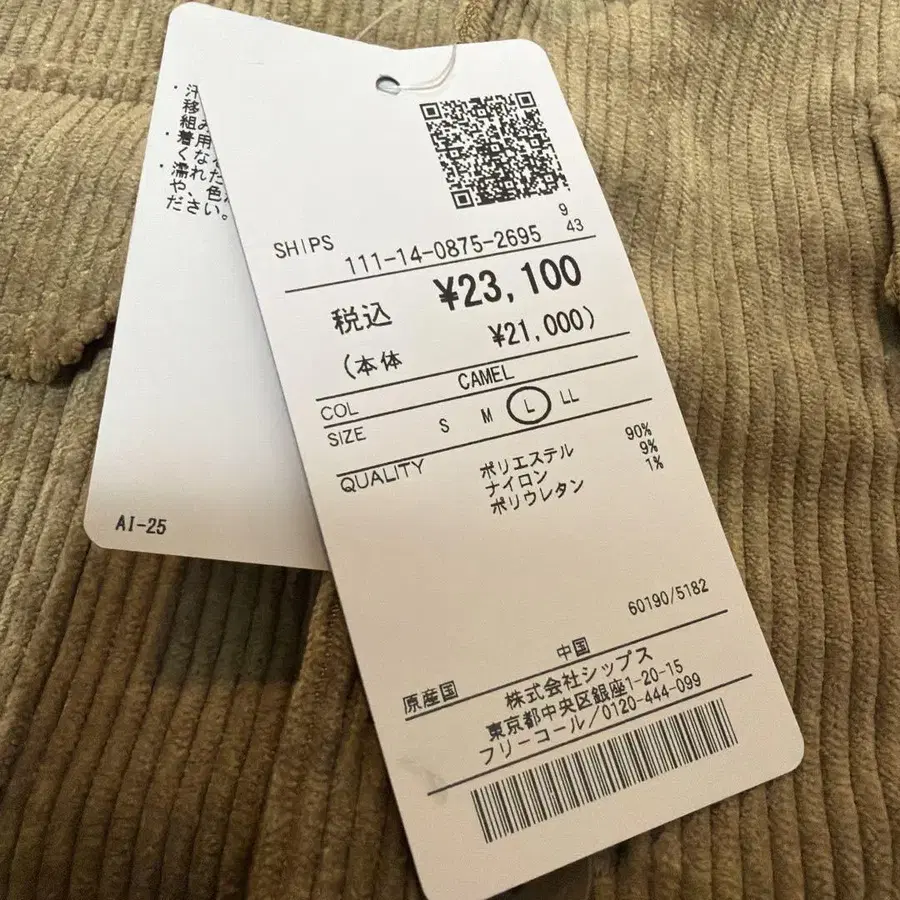 ・汗
移
組み
・着用
くな
・濡れた
や、色
ださい。
AI-25
SHIPS
9
43
111-14-0875-2695
税込 ¥23,100
(本体 ¥21,000)
COL CAMEL
SIZE S M L LL
QUALITY ポリエステル 90%
ナイロン 9%
ポリウレタン 1%
60190/5182
原産国 中国
株式会社シップス
東京都中央区銀座1-20-15
フリーコール/0120-444-099